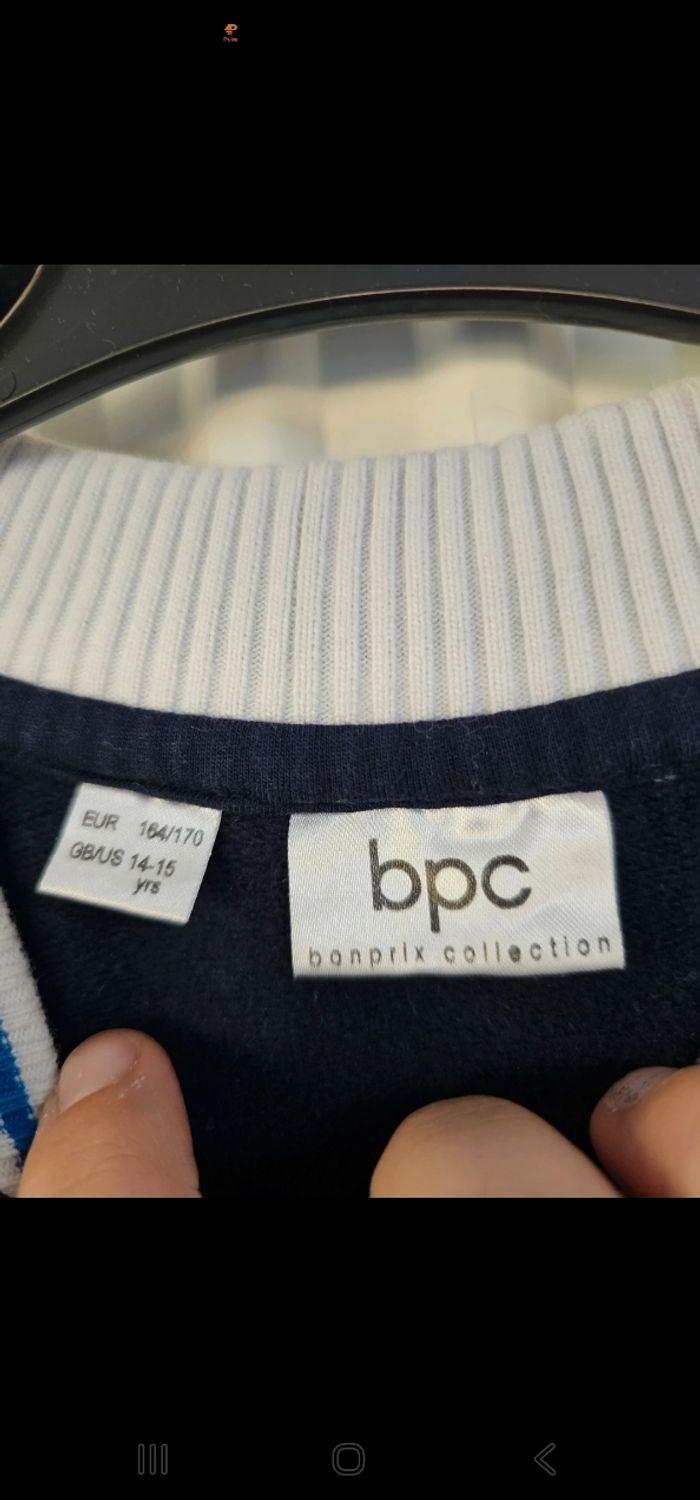 EUR 164/170
GB/US 14-15
yrs
bpc
bonprix collection